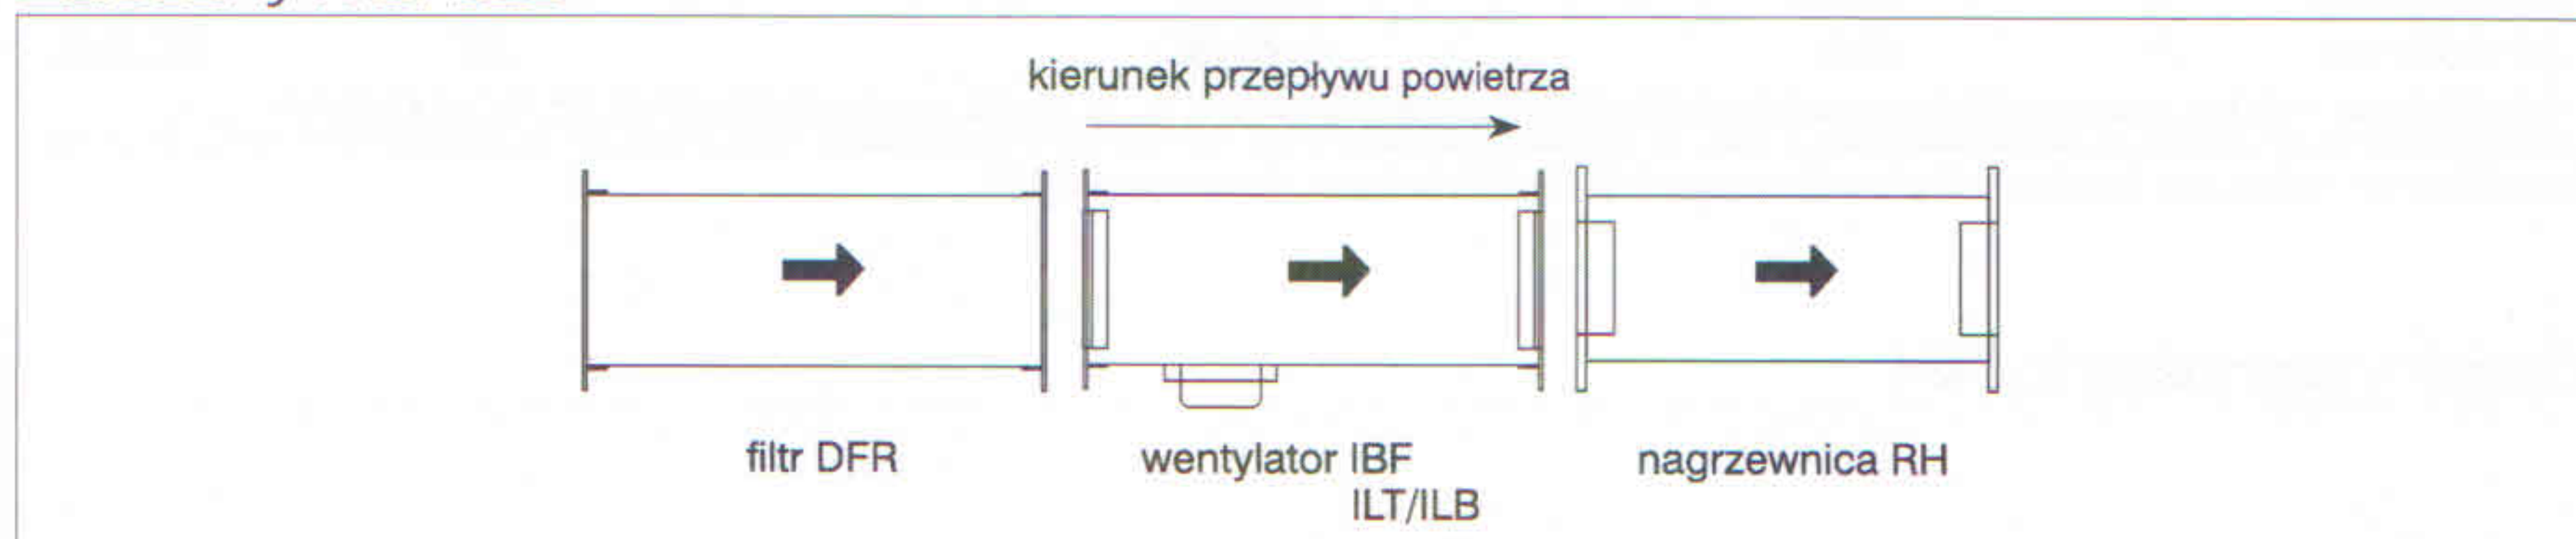 kierunek przepływu powietrza
filtr DFR
wentylator IBF
ILT/ILB
nagrzewnica RH